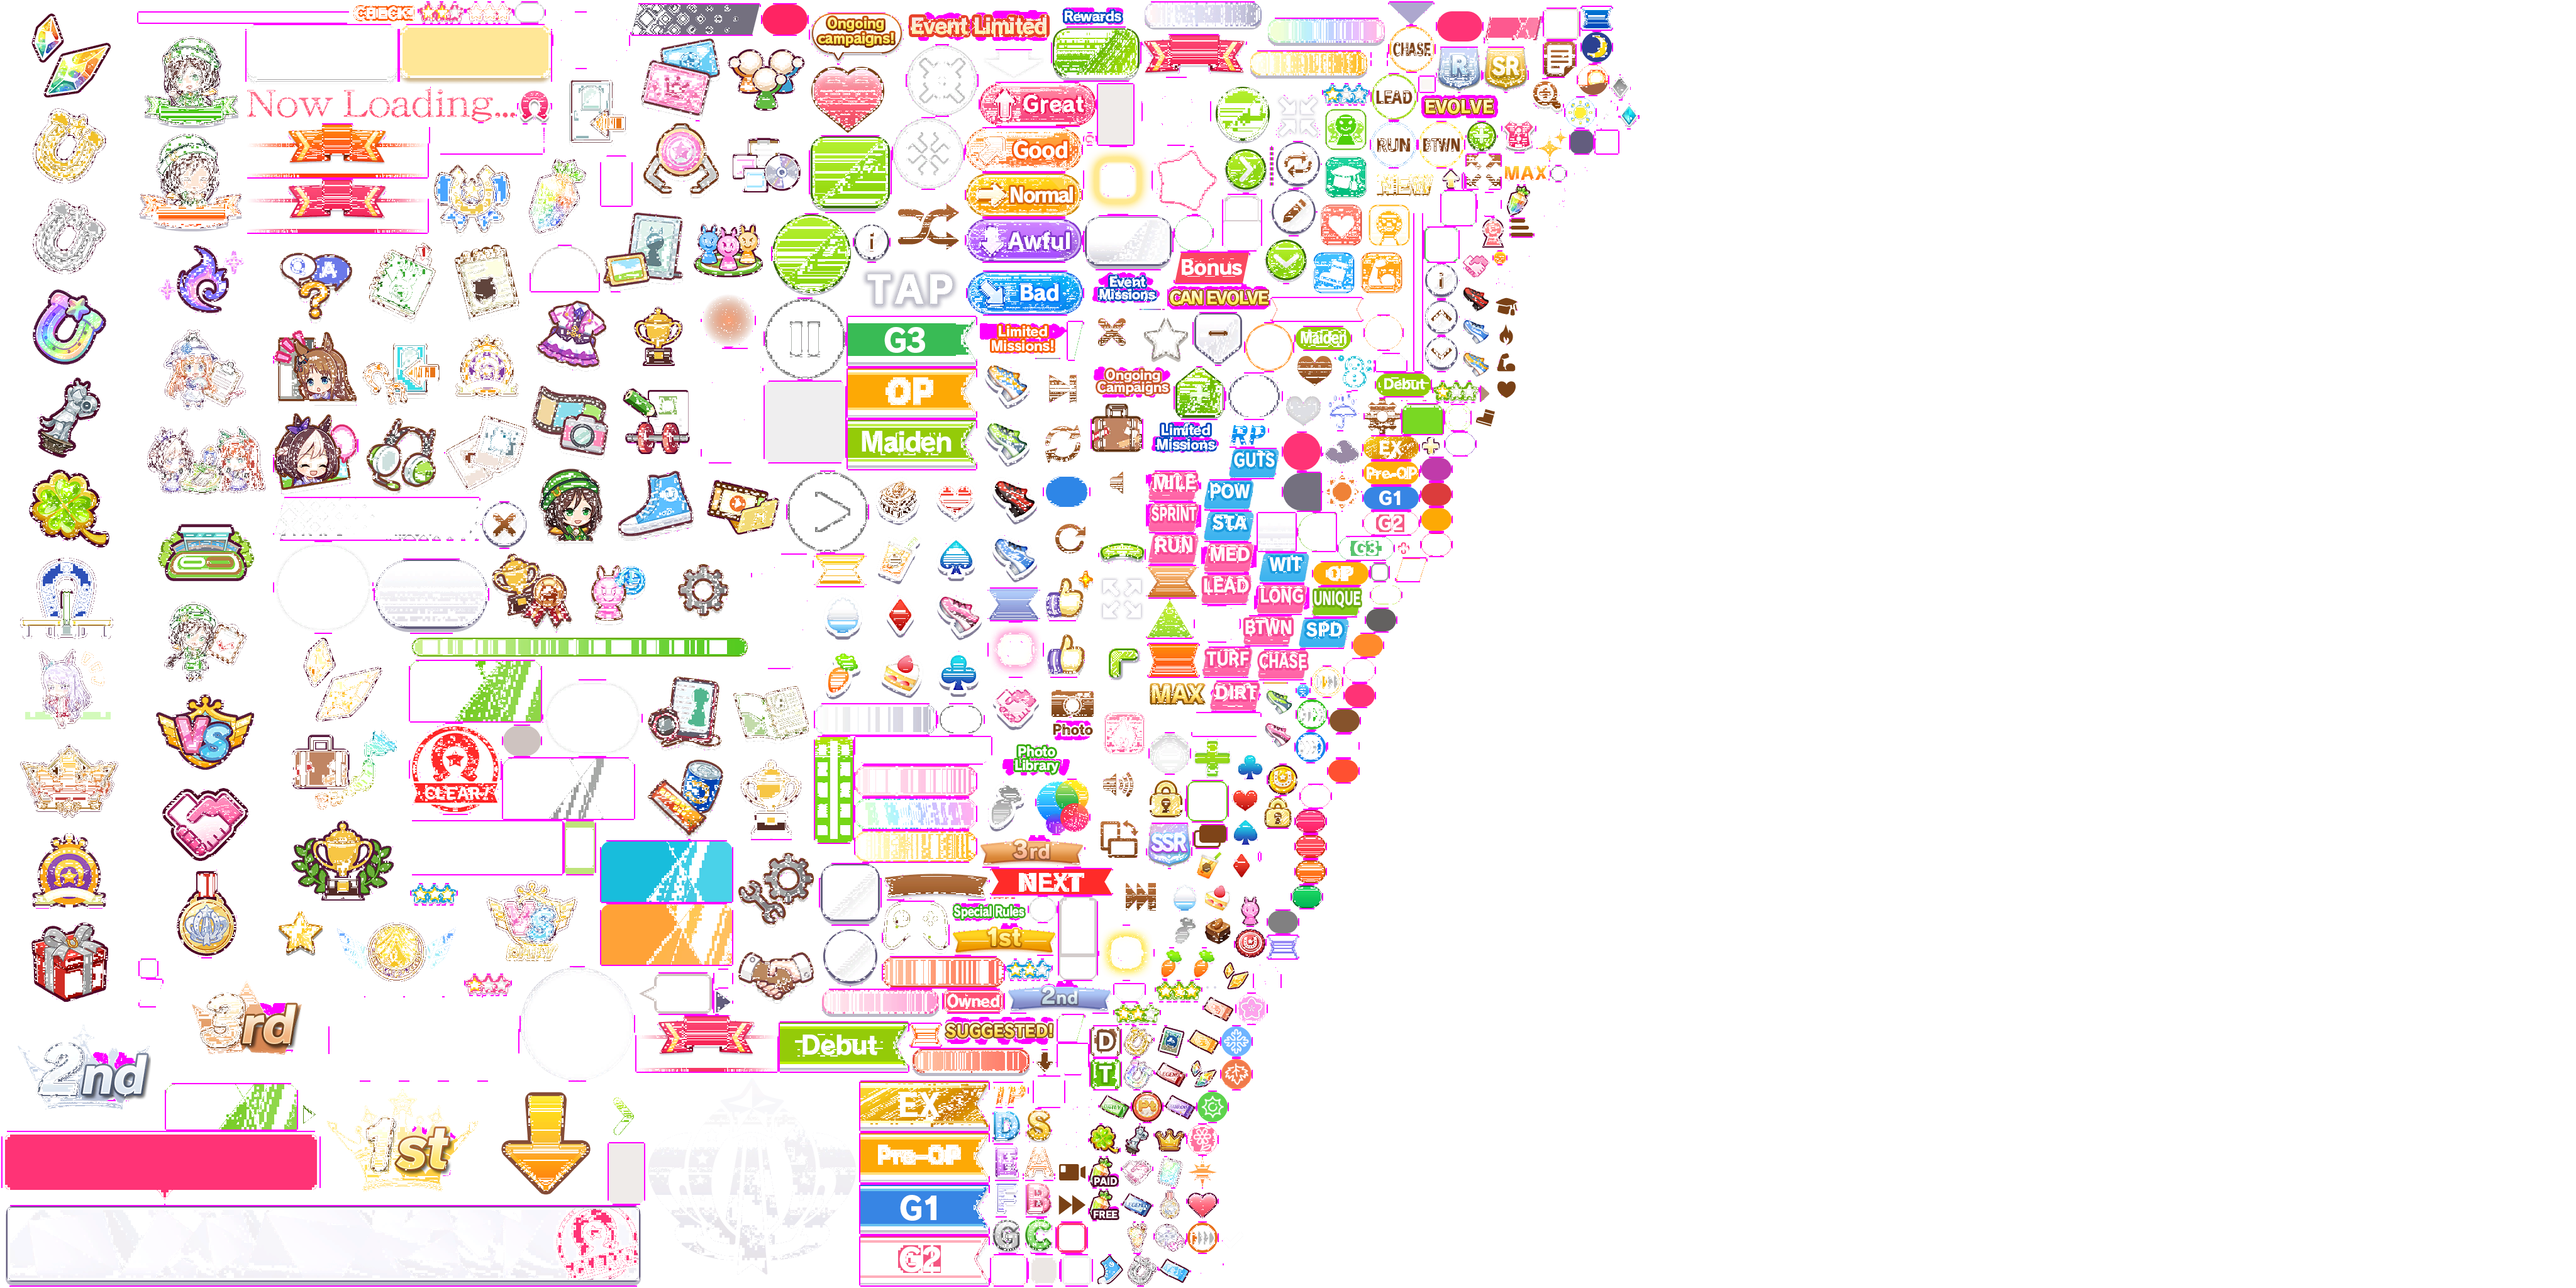 CHECK!
Now Loading...
Ongoing
campaigns!
Event Limited
Rewards
CHASE
R
SR
LEAD
EVOLVE
RUN
BTWN
MAX
Great
Good
Normal
Awful
Bad
TAP
i
Bonus
Event
Missions
CAN EVOLVE
i
G3
OP
Maiden
Limited
Missions!
Ongoing
Campaigns
Limited
Missions
Maiden
Debut
RP
GUTS
EX
Pre-OP
G1
G2
G3
OP
UNIQUE
MILE
POW
SPRINT
STA
RUN
MED
WIT
LEAD
LONG
BTWN
SPD
TURF
CHASE
MAX
DIRT
VS
CLEAR
Photo
Photo
Library
SSR
3rd
NEXT
Special Rules
1st
Owned
2nd
SUGGESTED!
3rd
2nd
1st
Debut
EX
Pre-OP
G1
G2
D
T
D
S
E
A
F
B
G
C
PAID
FREE